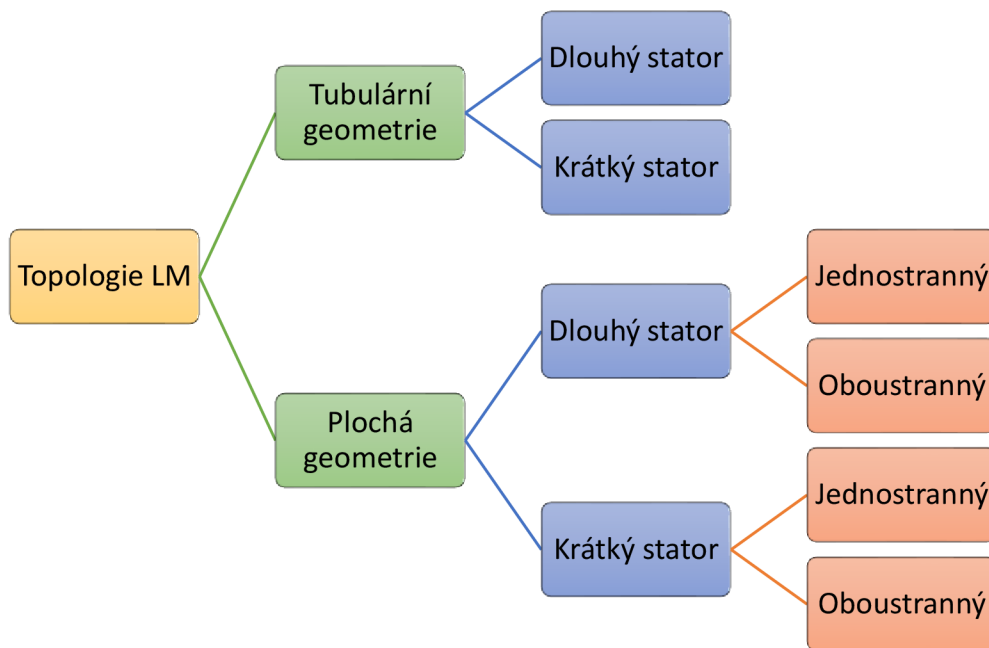 Topologie LM
Tubulární
geometrie
Dlouhý stator
Krátký stator
Plochá
geometrie
Dlouhý stator
Jednostranný
Oboustranný
Krátký stator
Jednostranný
Oboustranný